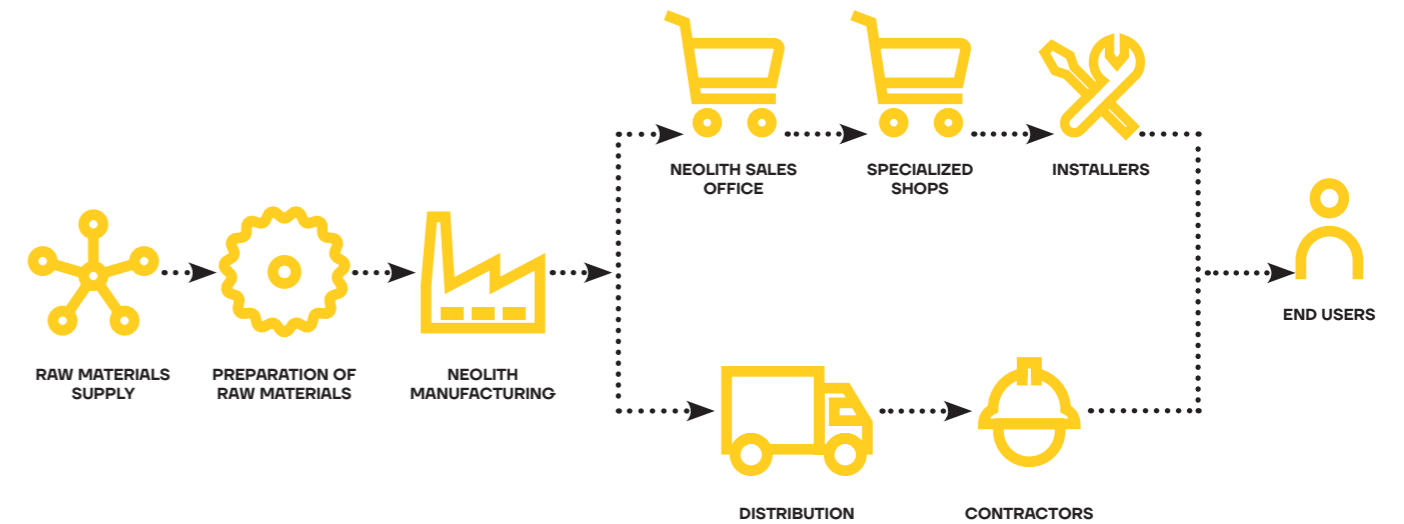 NEOLITH SALES
OFFICE
SPECIALIZED
SHOPS
INSTALLERS
END USERS
RAW MATERIALS
SUPPLY
PREPARATION OF
RAW MATERIALS
NEOLITH
MANUFACTURING
DISTRIBUTION
CONTRACTORS